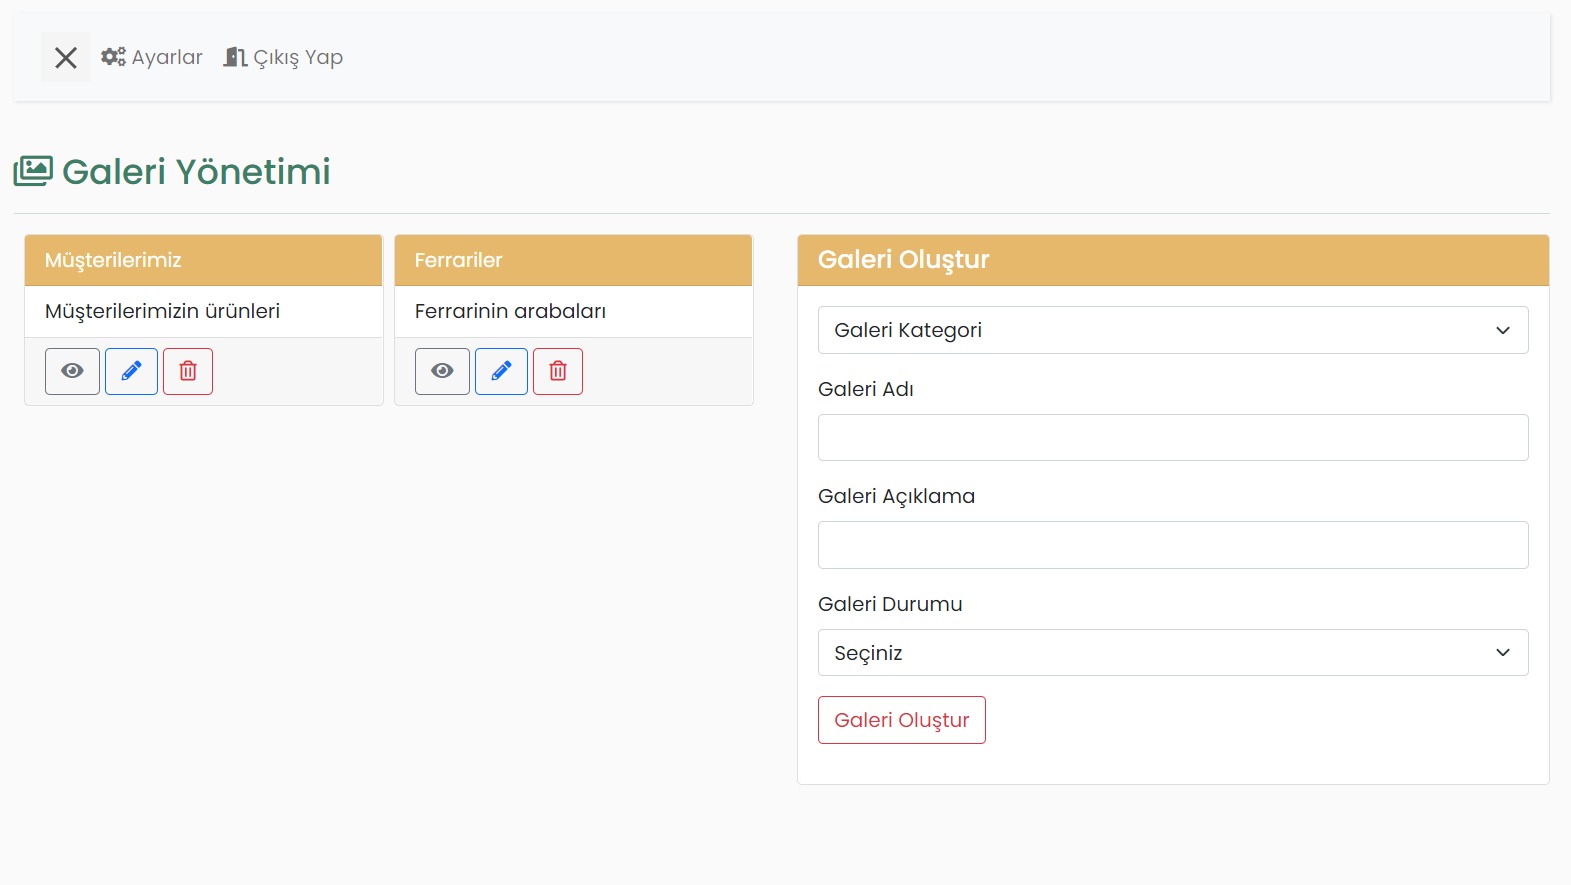 Ayarlar Çıkış Yap
Galeri Yönetimi
Müşterilerimiz
Müşterilerimizin ürünleri
Ferrariler
Ferrarinin arabaları
Galeri Oluştur
Galeri Kategori
Galeri Adı
Galeri Açıklama
Galeri Durumu
Seçiniz
Galeri Oluştur